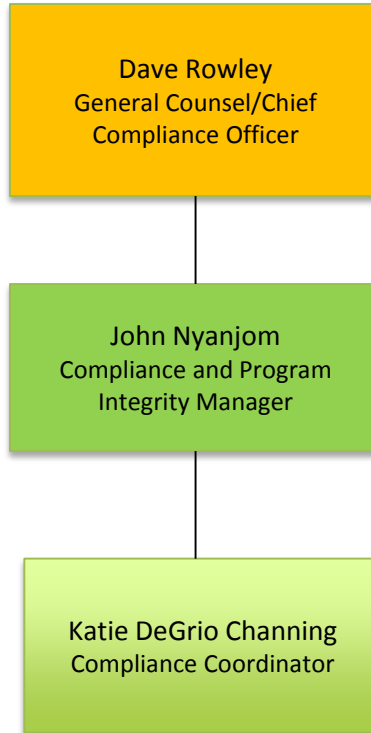 Dave Rowley
General Counsel/Chief
Compliance Officer
John Nyanjom
Compliance and Program
Integrity Manager
Katie DeGrio Channing
Compliance Coordinator